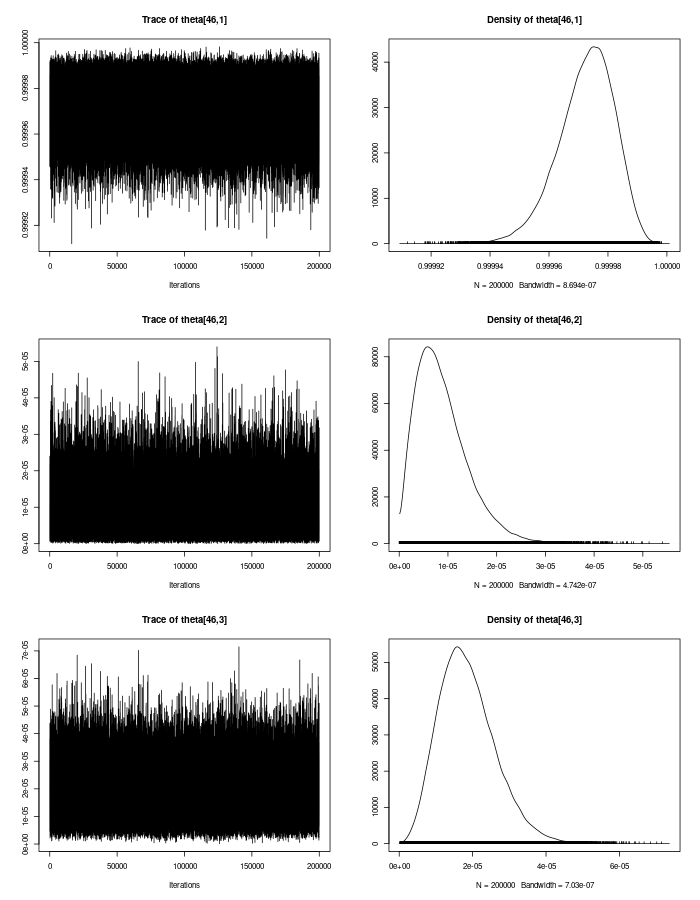 Trace of theta[46,1]
0.99992 0.99994 0.99996 0.99998 1.00000
0 50000 100000 150000 200000
Iterations
Density of theta[46,1]
0 10000 20000 30000 40000
0.99992 0.99994 0.99996 0.99998 1.00000
N = 200000 Bandwidth = 8.694e-07
Trace of theta[46,2]
0e+00 1e-05 2e-05 3e-05 4e-05 5e-05
0 50000 100000 150000 200000
Iterations
Density of theta[46,2]
0 20000 40000 60000 80000
0e+00 1e-05 2e-05 3e-05 4e-05 5e-05
N = 200000 Bandwidth = 4.742e-07
Trace of theta[46,3]
0e+00 1e-05 2e-05 3e-05 4e-05 5e-05 6e-05 7e-05
0 50000 100000 150000 200000
Iterations
Density of theta[46,3]
0 10000 20000 30000 40000 50000
0e+00 2e-05 4e-05 6e-05
N = 200000 Bandwidth = 7.03e-07